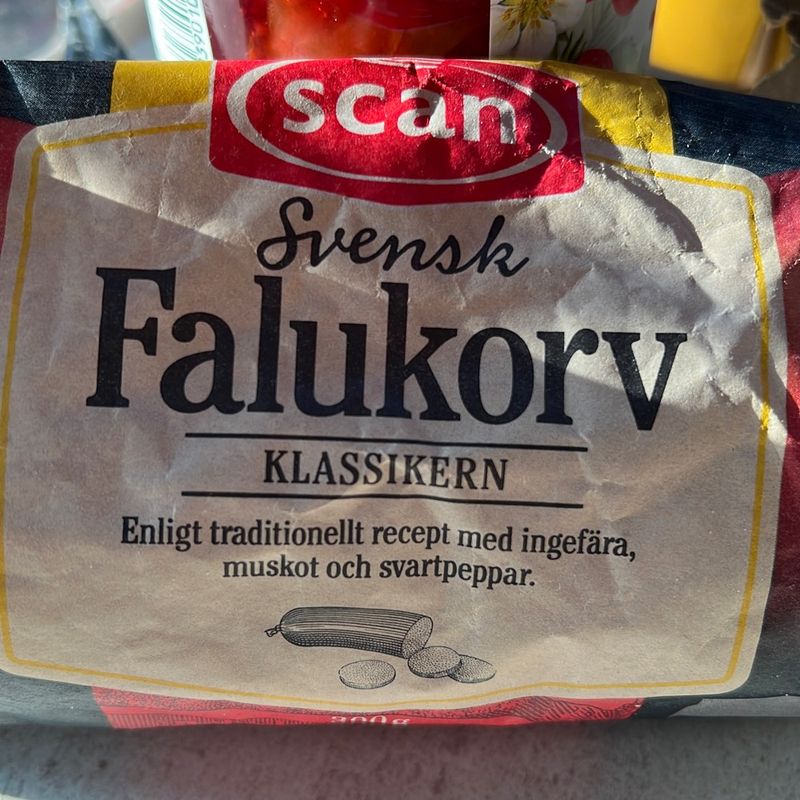 scan
Svensk
Falukorv
KLASSIKERN
Enligt traditionellt recept med ingefära,
muskot och svartpeppar.